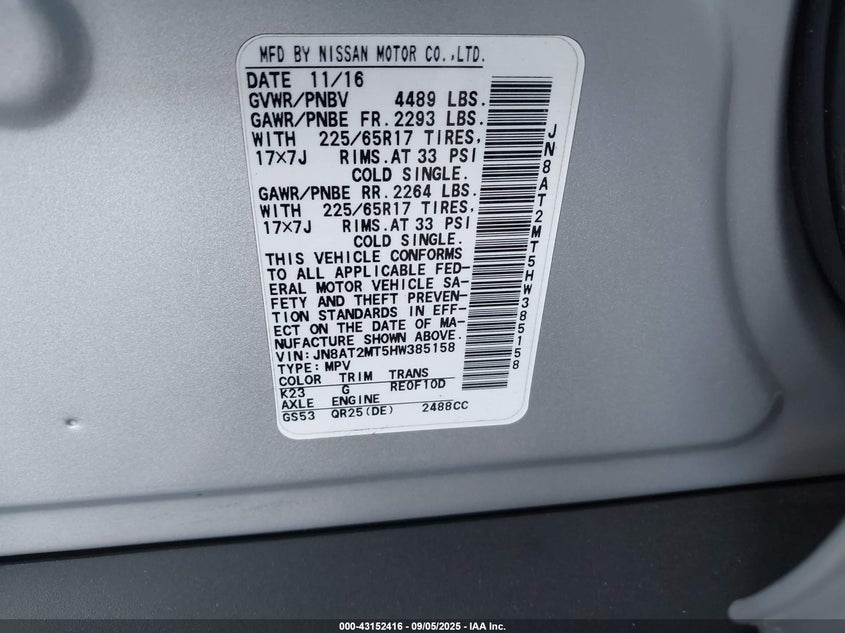 MFD BY NISSAN MOTOR CO.,LTD.
DATE 11/16
GVWR/PNBV 4489 LBS.
GAWR/PNBE FR.2293 LBS.
WITH 225/65R17 TIRES,
17×7J RIMS.AT 33 PSI
COLD SINGLE.
GAWR/PNBE RR.2264 LBS.
WITH 225/65R17 TIRES,
17×7J RIMS.AT 33 PSI
COLD SINGLE.
THIS VEHICLE CONFORMS
TO ALL APPLICABLE FED-
ERAL MOTOR VEHICLE SA-
FETY AND THEFT PREVEN-
TION STANDARDS IN EFF-
ECT ON THE DATE OF MA-
NUFACTURE SHOWN ABOVE.
VIN:JN8AT2MT5HW385158
TYPE:MPV
COLOR TRIM TRANS
K23 G RE0F10D
AXLE ENGINE
GS53 QR25(DE) 2488CC
JN8AT2MT5HW385158
000-43152416 - 09/05/2025 - IAA Inc.